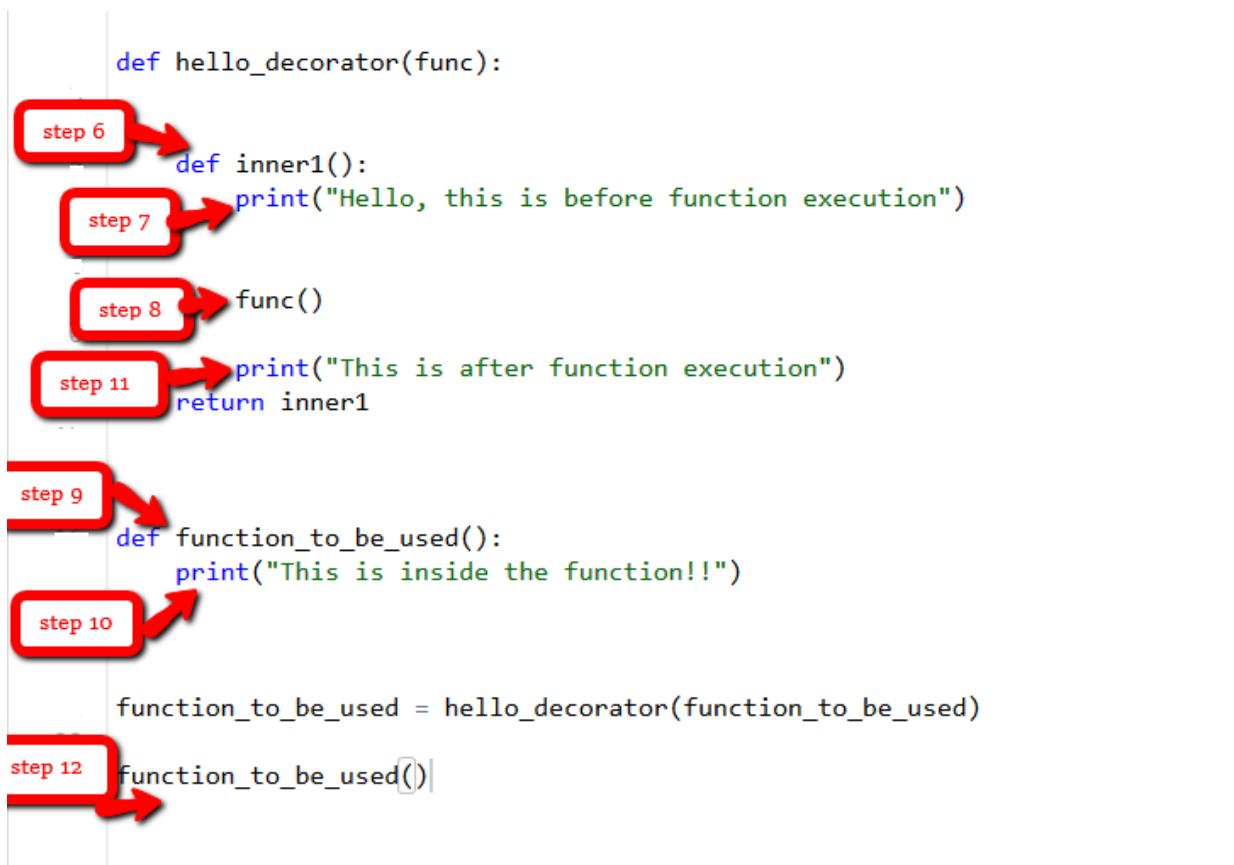 def hello_decorator(func):
step 6
def inner1():
print("Hello, this is before function execution")
step 7
step 8
func()
print("This is after function execution")
step 11
return inner1
step 9
def function_to_be_used():
print("This is inside the function!!")
step 10
function_to_be_used = hello_decorator(function_to_be_used)
step 12
function_to_be_used()